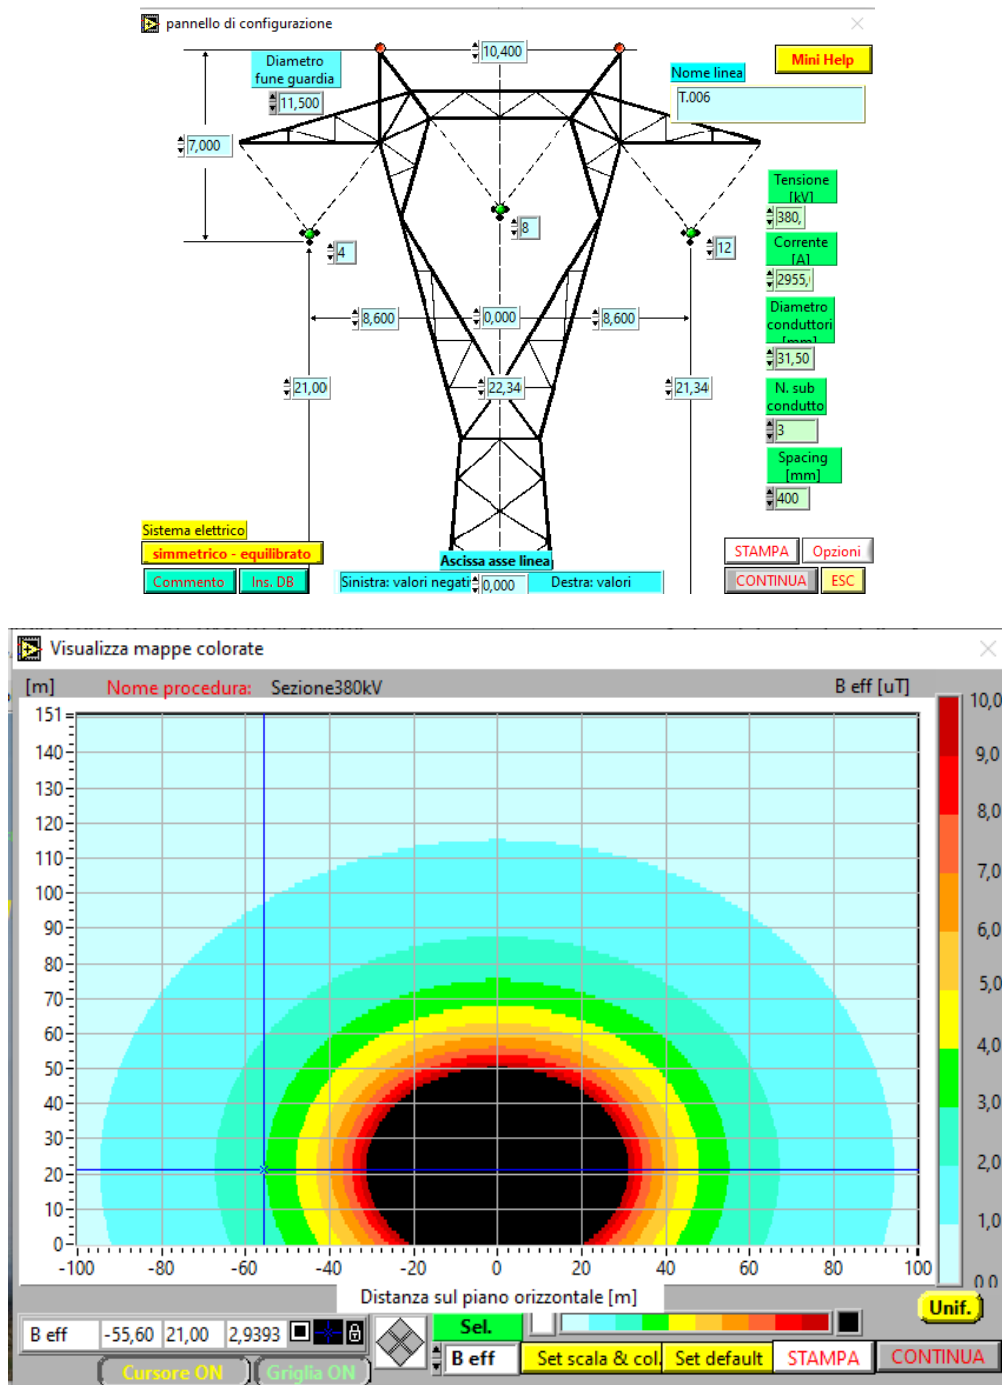 pannello di configurazione
10,400
Diametro
fune guardia
11,500
Mini Help
Nome linea
T.006
7,000
Tensione
[kV]
380,
4
8
12
Corrente
[A]
2955,
8,600
0,000
8,600
Diametro
conduttori
[mm]
31,50
21,00
22,34
21,34
N. sub
condutto
3
Spacing
[mm]
400
Sistema elettrico
simmetrico - equilibrato
Commento
Ins. DB
Ascissa asse linea
Sinistra: valori negati
0,000
Destra: valori
STAMPA
Opzioni
CONTINUA
ESC
Visualizza mappe colorate
[m]
Nome procedura:
Sezione380kV
B eff [uT]
151
140
130
120
110
100
90
80
70
60
50
40
30
20
10
0
-100
-80
-60
-40
-20
0
20
40
60
80
100
10,0
9,0
8,0
7,0
6,0
5,0
4,0
3,0
2,0
1,0
0,0
Distanza sul piano orizzontale [m]
Unif.
B eff
-55,60
21,00
2,9393
Sel.
B eff
Set scala & col.
Set default
STAMPA
CONTINUA
Cursore ON
Griglia ON